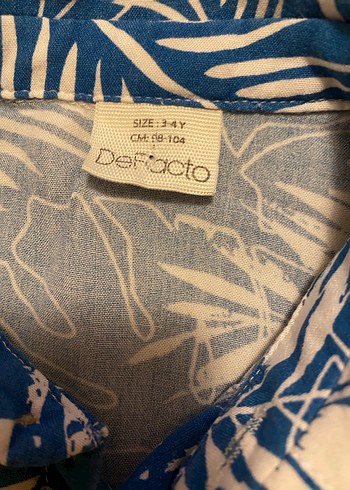 SIZE : 3-4 Y
CM: 98-104
DeFacto